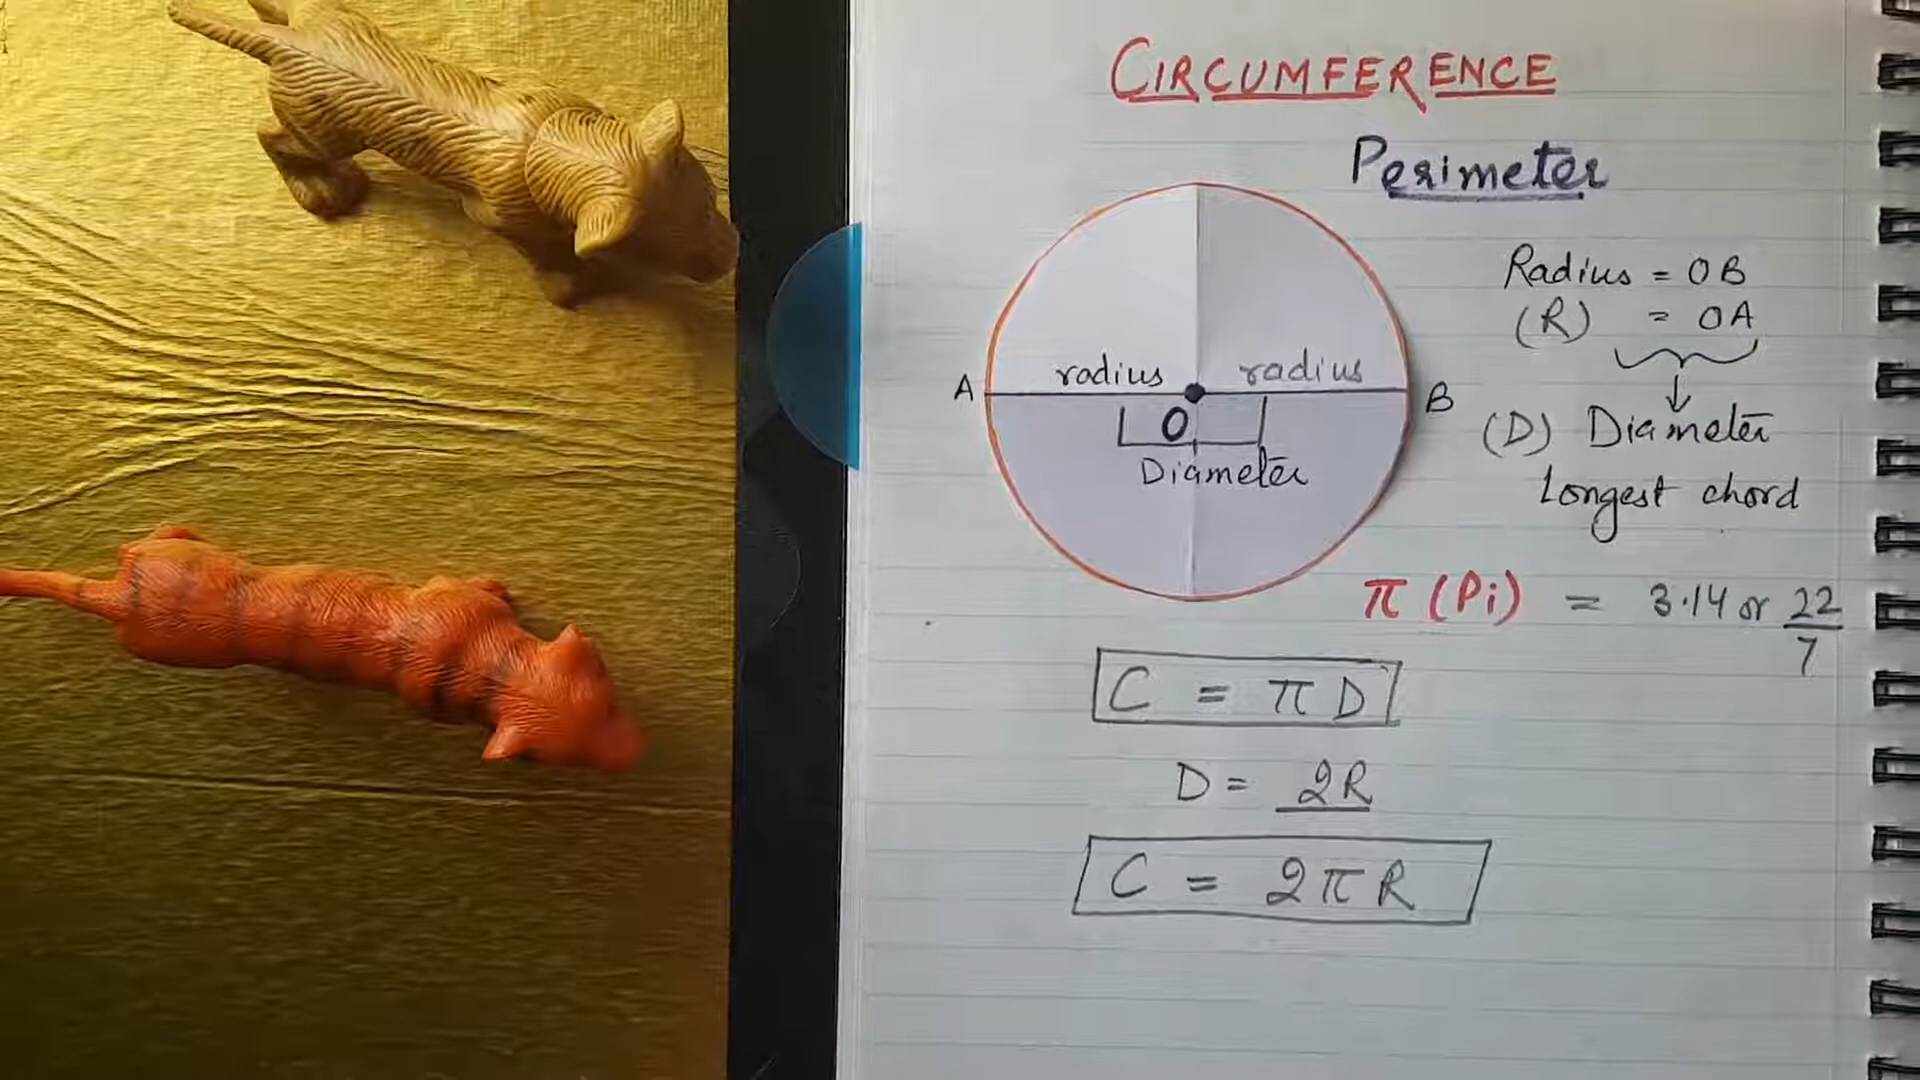 CIRCUMFERENCE
Perimeter
Radius = OB
(R) = OA
radius radius
A B
O
Diameter
(D) Diameter
Longest chord
π (Pi) = 3.14 or 22/7
C = πD
D = 2R
C = 2πR